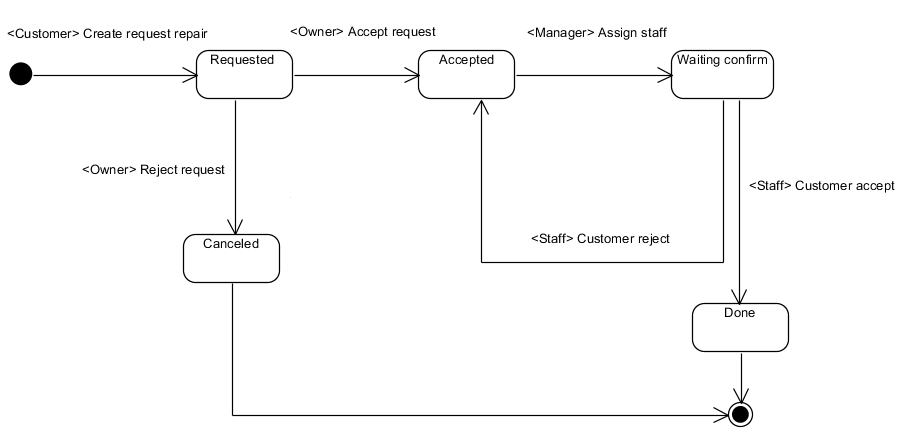 <Customer> Create request repair
<Owner> Accept request
<Manager> Assign staff
Requested
Accepted
Waiting confirm
<Owner> Reject request
<Staff> Customer accept
<Staff> Customer reject
Canceled
Done